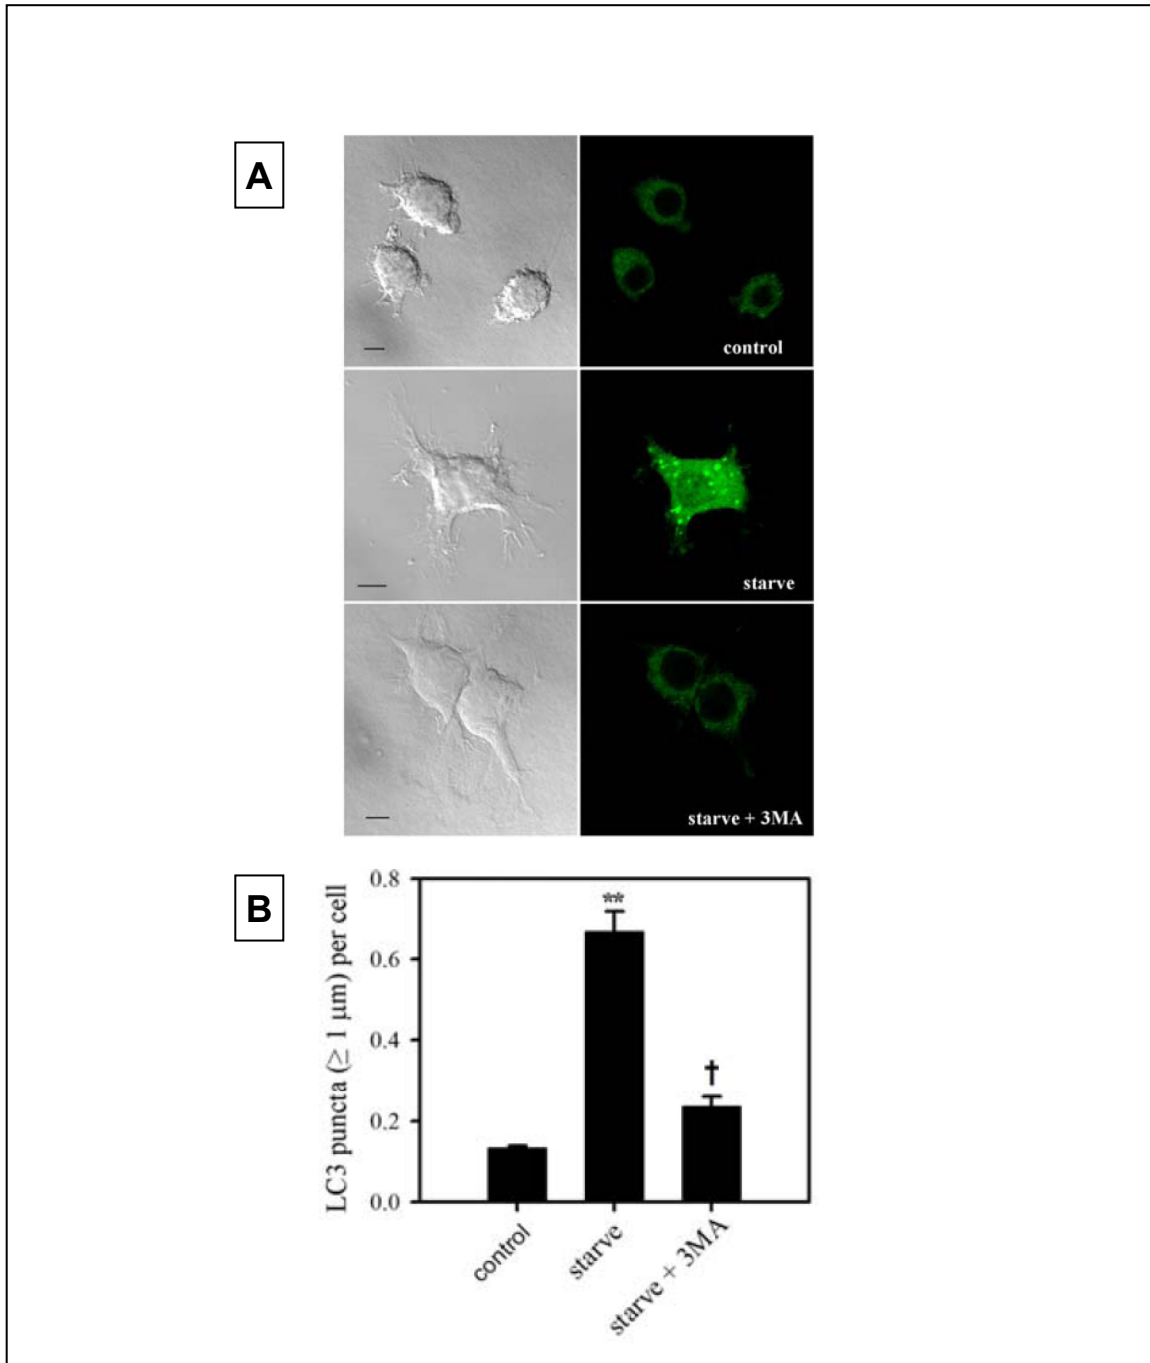 A
control
starve
starve + 3MA
B
LC3 puncta (≥ 1 μm) per cell
0.8
0.6
0.4
0.2
0.0
**
†
control
starve
starve + 3MA